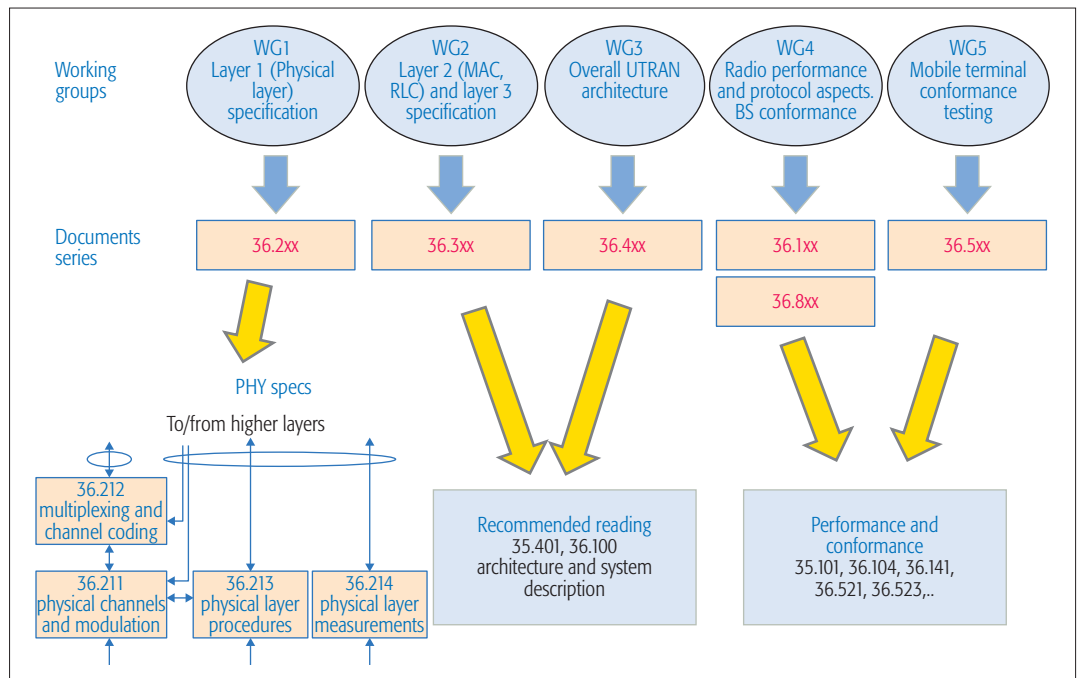 Working
groups
WG1
Layer 1 (Physical
layer)
specification
WG2
Layer 2 (MAC,
RLC) and layer 3
specification
WG3
Overall UTRAN
architecture
WG4
Radio performance
and protocol aspects.
BS conformance
WG5
Mobile terminal
conformance
testing
Documents
series
36.2xx
36.3xx
36.4xx
36.1xx
36.5xx
36.8xx
PHY specs
To/from higher layers
36.212
multiplexing and
channel coding
36.211
physical channels
and modulation
36.213
physical layer
procedures
36.214
physical layer
measurements
Recommended reading
35.401, 36.100
architecture and system
description
Performance and
conformance
35.101, 36.104, 36.141,
36.521, 36.523,..